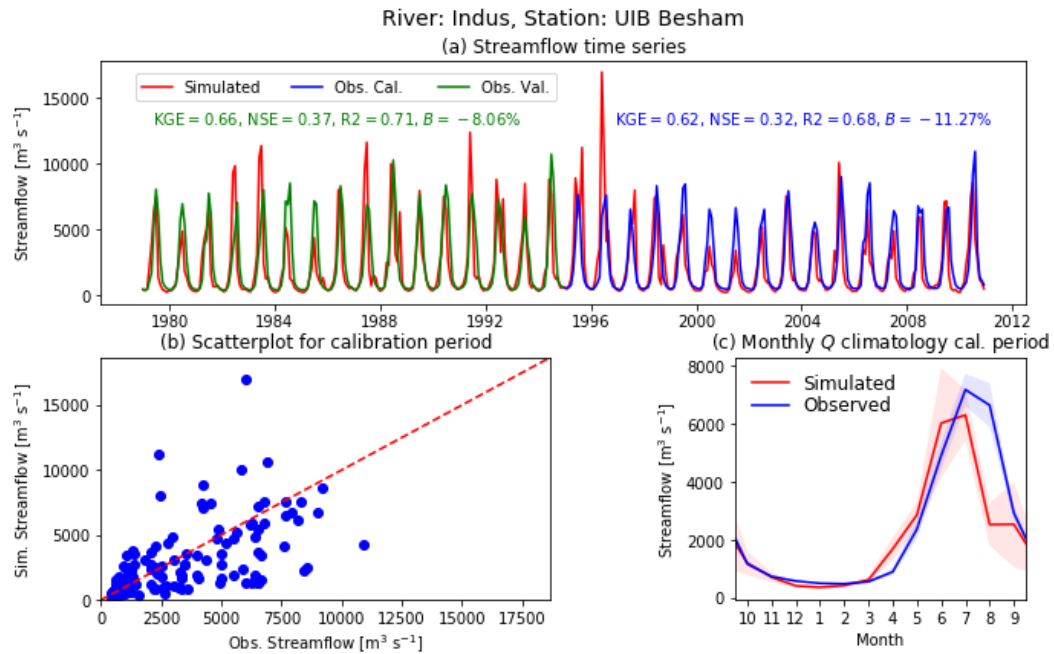 River: Indus, Station: UIB Besham
(a) Streamflow time series
Simulated Obs. Cal. Obs. Val.
KGE = 0.66, NSE = 0.37, R2 = 0.71, B = −8.06%
KGE = 0.62, NSE = 0.32, R2 = 0.68, B = −11.27%
Streamflow [m³ s⁻¹]
15000
10000
5000
0
1980 1984 1988 1992 1996 2000 2004 2008 2012
(b) Scatterplot for calibration period
Sim. Streamflow [m³ s⁻¹]
15000
10000
5000
0
0 2500 5000 7500 10000 12500 15000 17500
Obs. Streamflow [m³ s⁻¹]
(c) Monthly Q climatology cal. period
Simulated
Observed
Streamflow [m³ s⁻¹]
8000
6000
4000
2000
0
10 11 12 1 2 3 4 5 6 7 8 9
Month